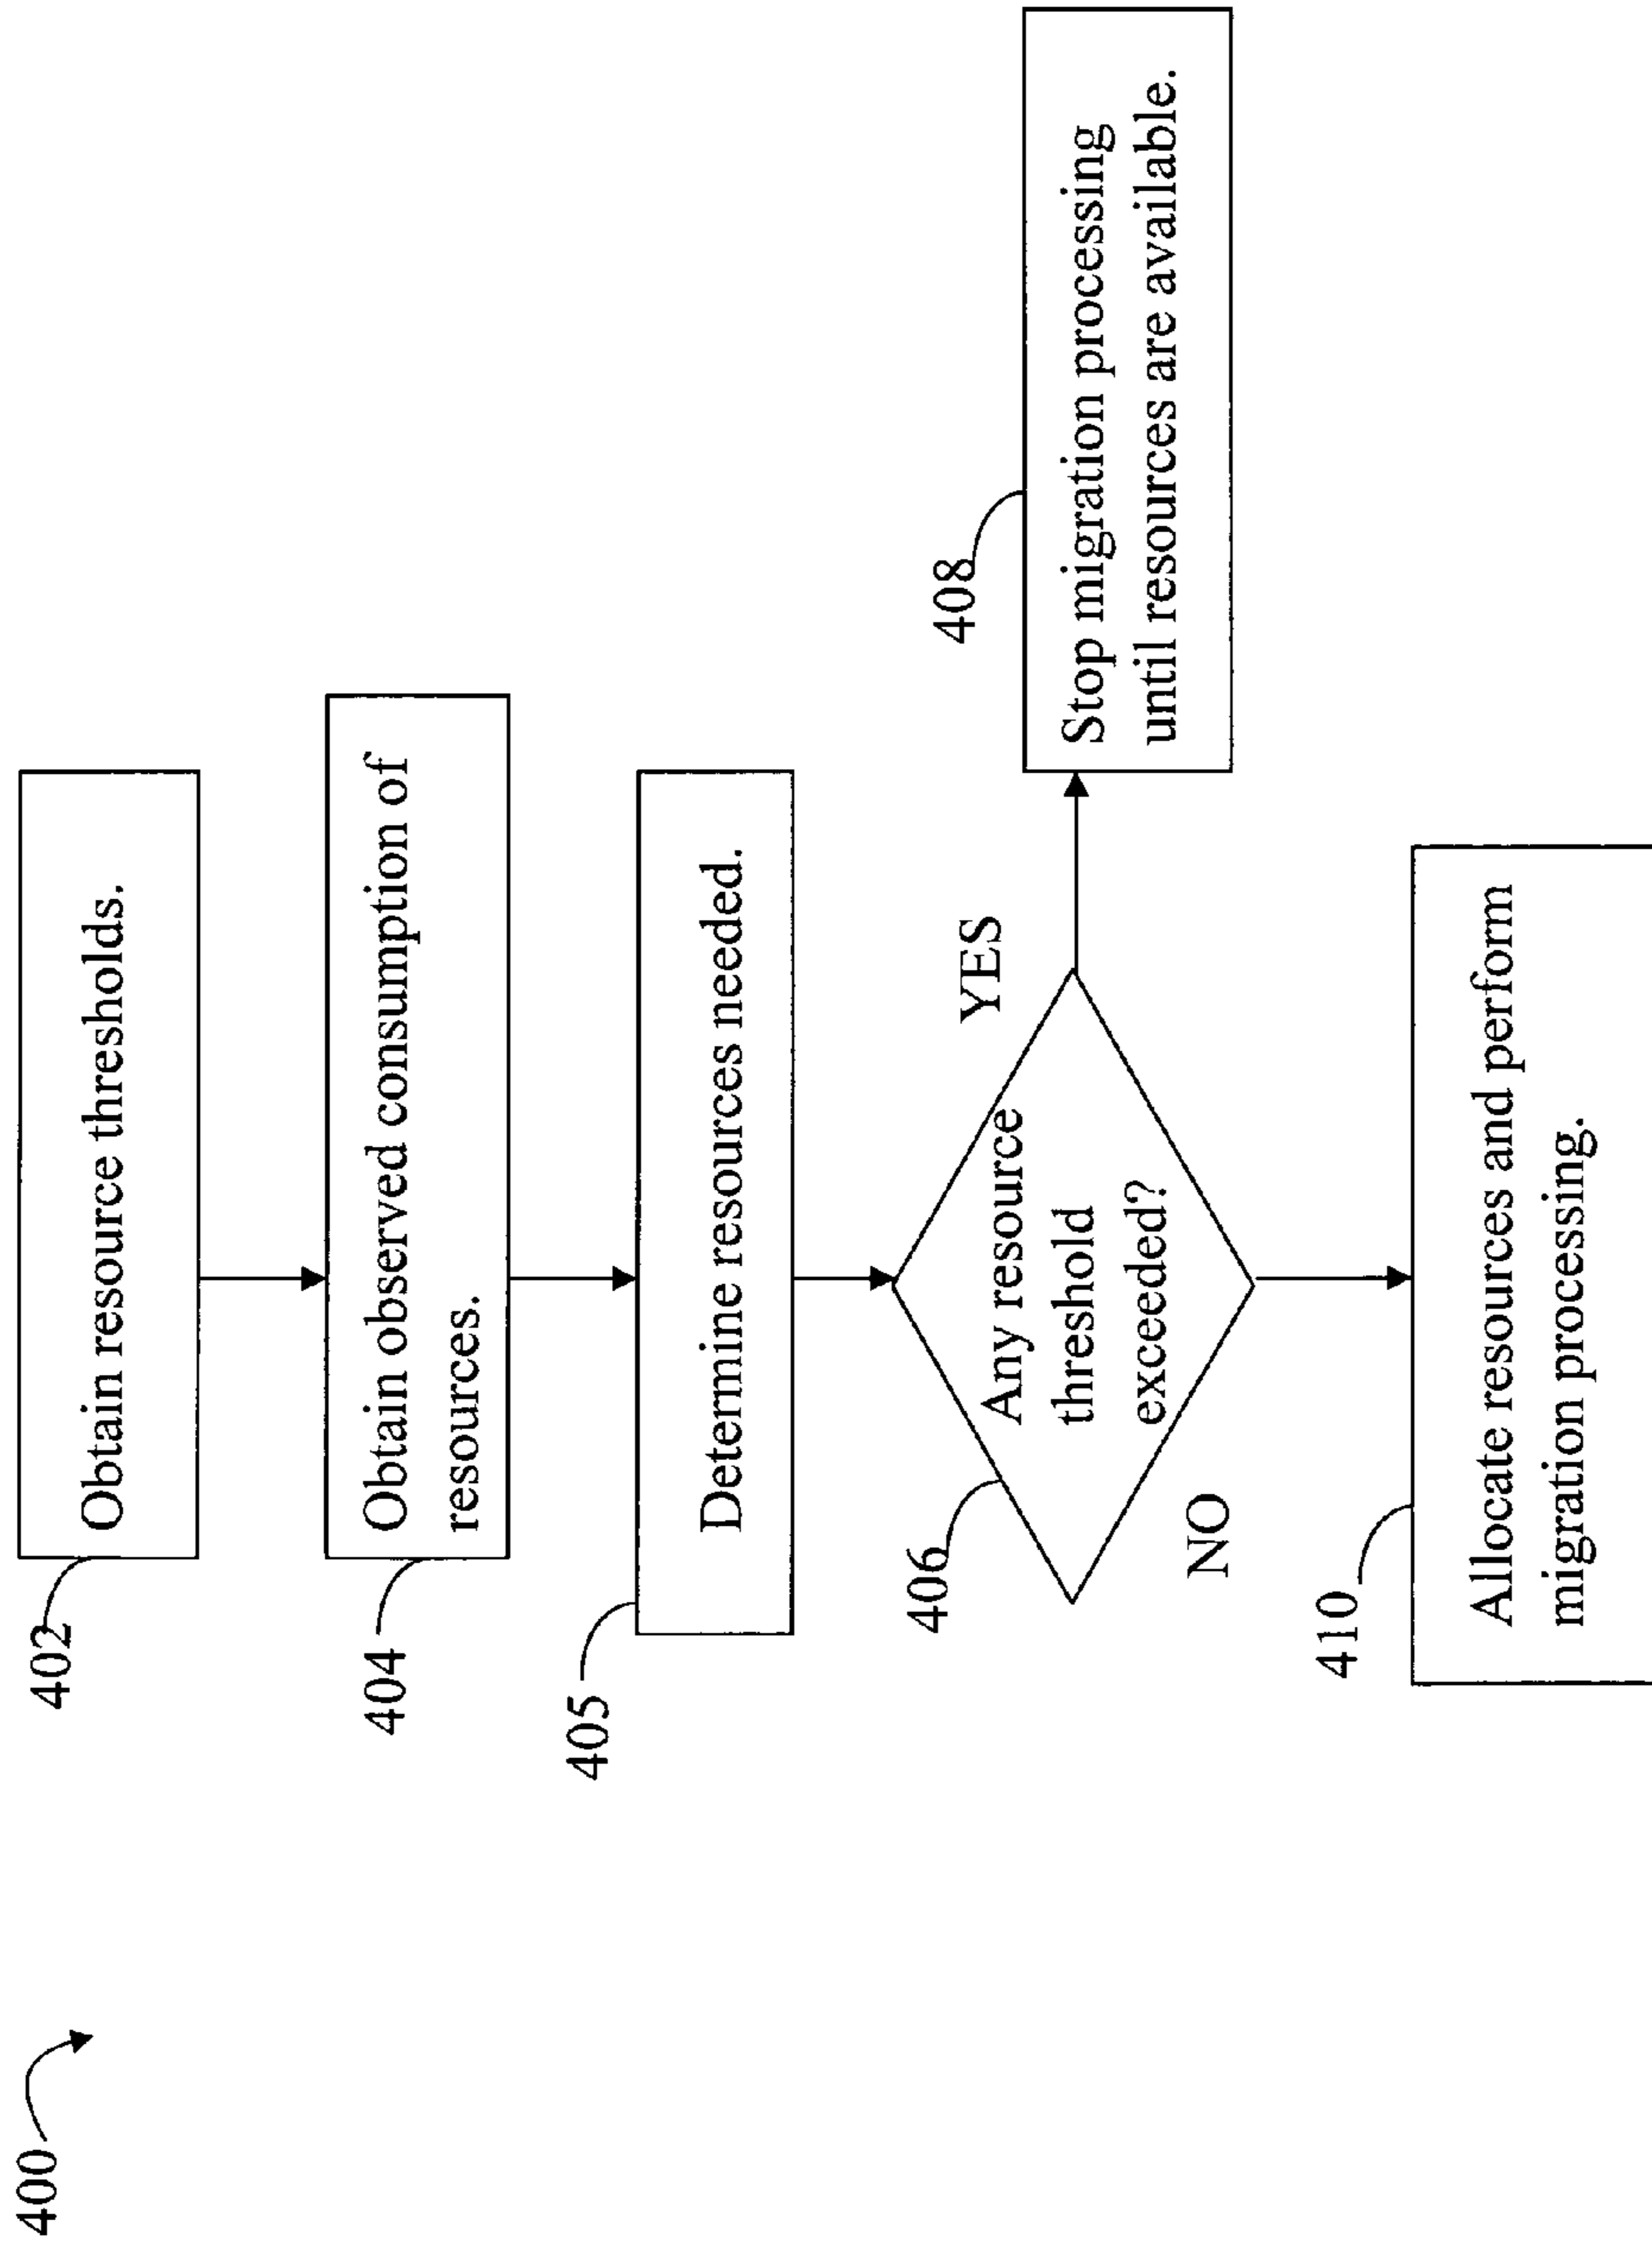 400
402
Obtain resource thresholds.
404
Obtain observed consumption of
resources.
405
Determine resources needed.
406
Any resource
threshold
exceeded?
YES
408
Stop migration processing
until resources are available.
NO
410
Allocate resources and perform
migration processing.